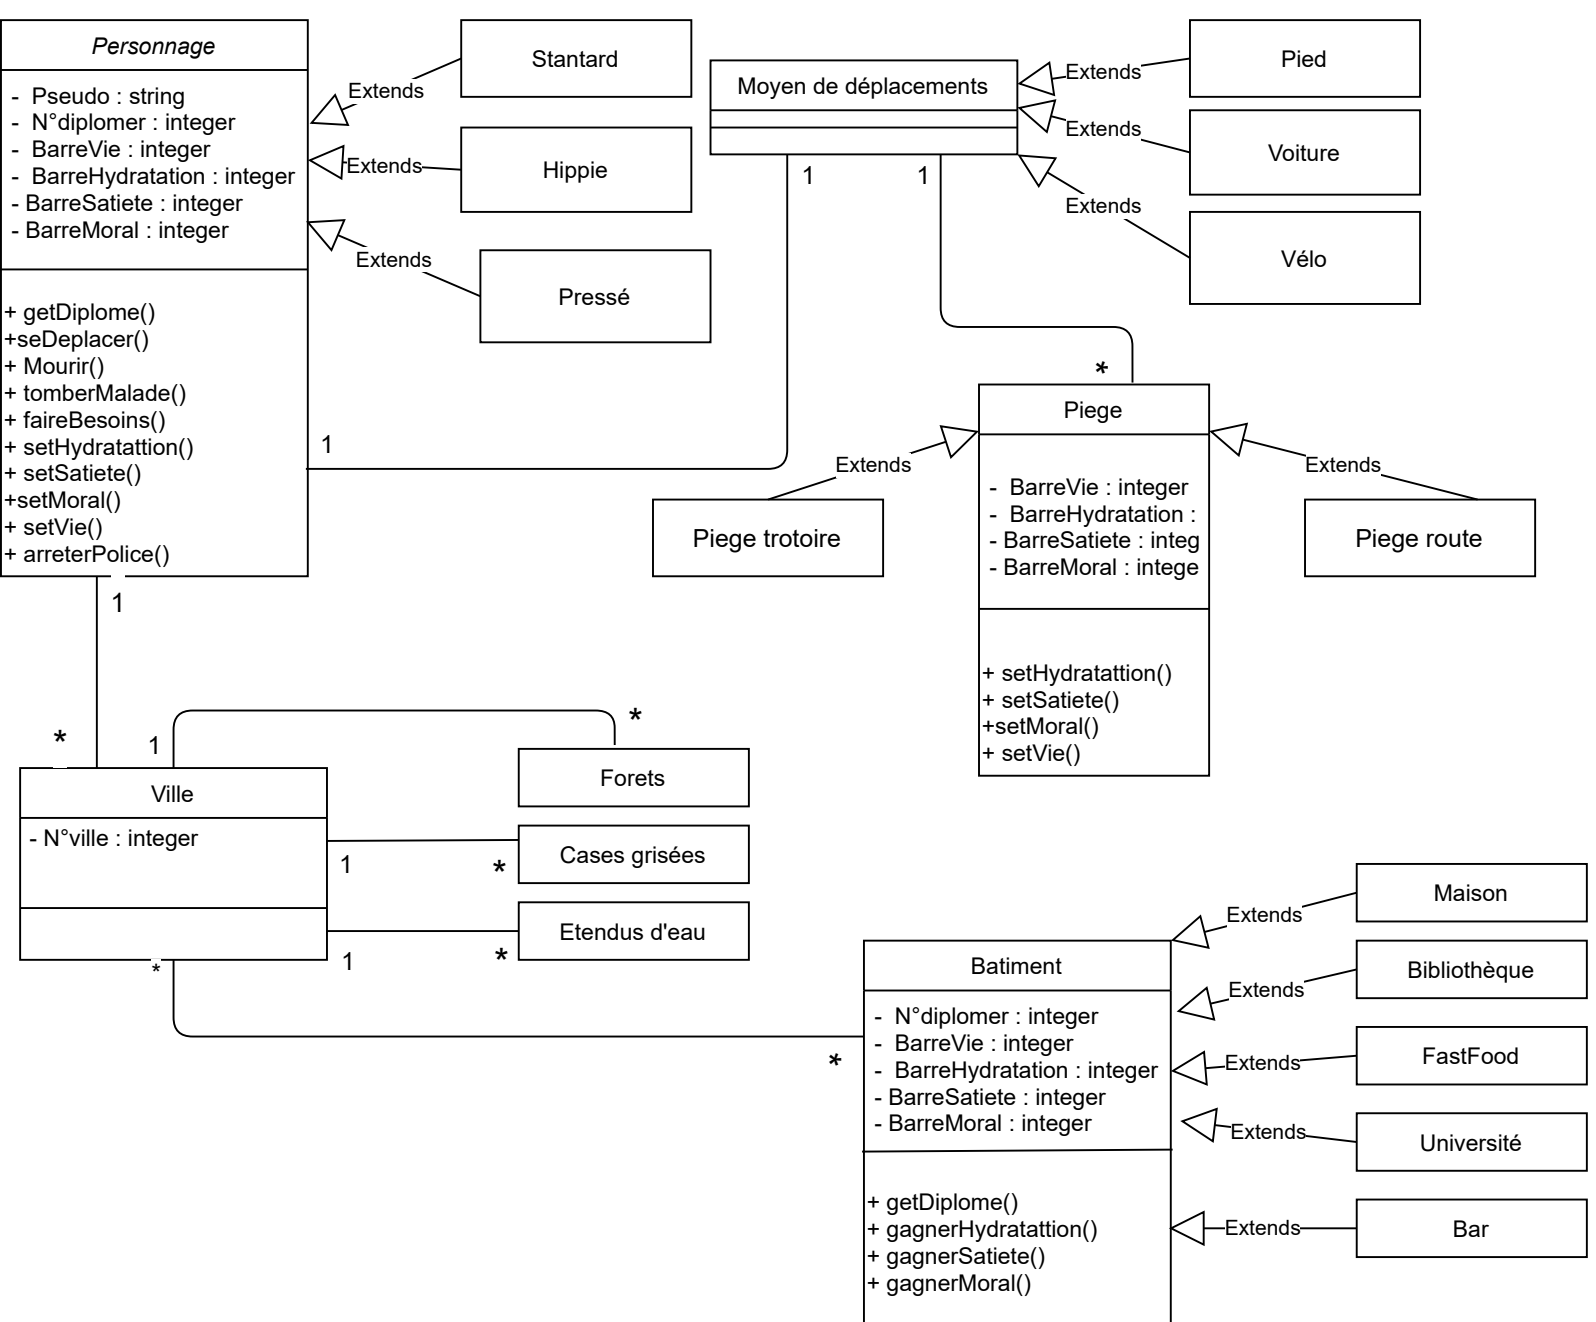 Personnage
- Pseudo : string
- N°diplomer : integer
- BarreVie : integer
- BarreHydratation : integer
- BarreSatiete : integer
- BarreMoral : integer
+ getDiplome()
+seDeplacer()
+ Mourir()
+ tomberMalade()
+ faireBesoins()
+ setHydratattion()
+ setSatiete()
+setMoral()
+ setVie()
+ arreterPolice()
Extends
Stantard
Extends
Hippie
Extends
Pressé
Moyen de déplacements
Extends
Pied
Extends
Voiture
Extends
Vélo
1
1
1
*
Piege
- BarreVie : integer
- BarreHydratation :
- BarreSatiete : integ
- BarreMoral : intege
+ setHydratattion()
+ setSatiete()
+setMoral()
+ setVie()
Extends
Piege trotoire
Extends
Piege route
1
*
1
*
Ville
- N°ville : integer
Forets
1
*
Cases grisées
1
*
Etendus d'eau
*
*
Batiment
- N°diplomer : integer
- BarreVie : integer
- BarreHydratation : integer
- BarreSatiete : integer
- BarreMoral : integer
+ getDiplome()
+ gagnerHydratattion()
+ gagnerSatiete()
+ gagnerMoral()
Extends
Maison
Extends
Bibliothèque
Extends
FastFood
Extends
Université
Extends
Bar